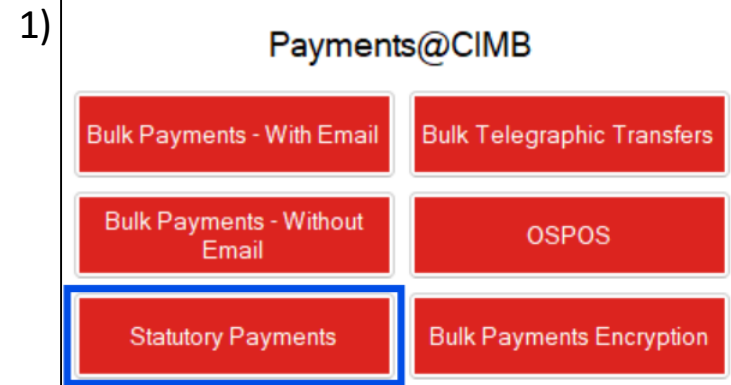 1)
Payments@CIMB
Bulk Payments - With Email
Bulk Telegraphic Transfers
Bulk Payments - Without
Email
OSPOS
Statutory Payments
Bulk Payments Encryption